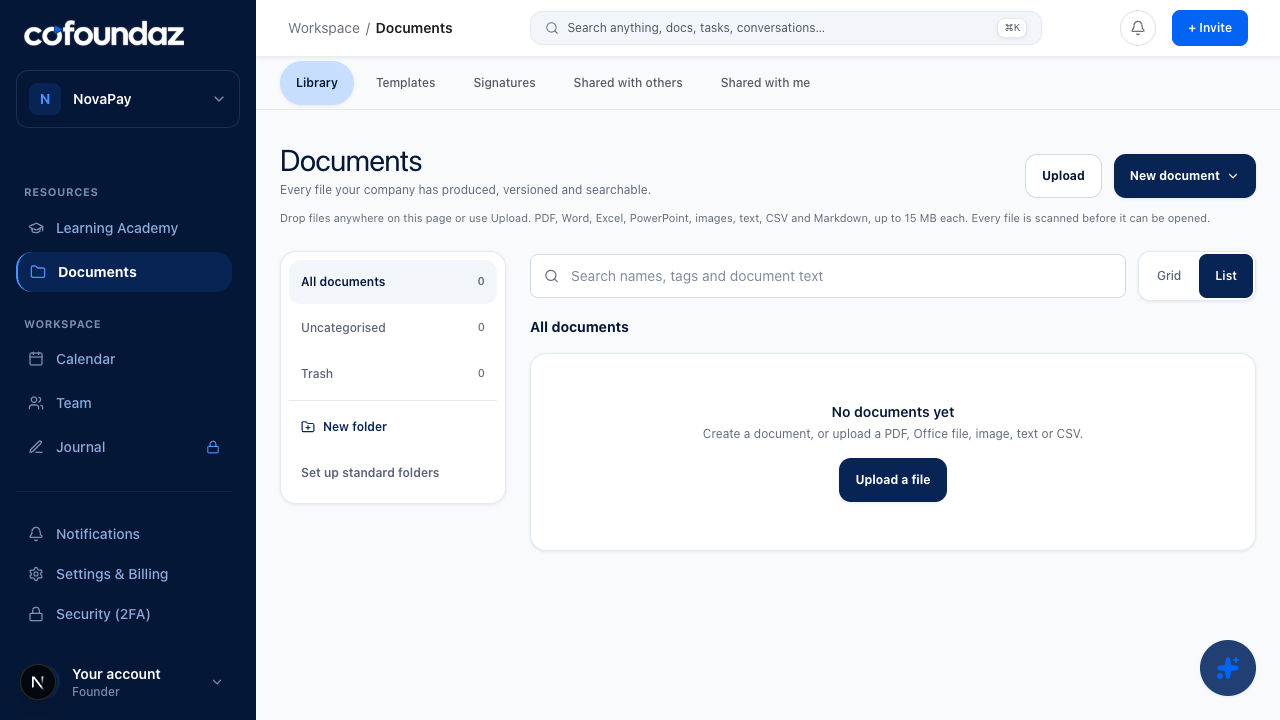 cofoundaz
N
NovaPay
RESOURCES
Learning Academy
Documents
WORKSPACE
Calendar
Team
Journal
Notifications
Settings & Billing
Security (2FA)
N
Your account
Founder
Workspace / Documents
Search anything, docs, tasks, conversations...
⌘K
+ Invite
Library
Templates
Signatures
Shared with others
Shared with me
Documents
Every file your company has produced, versioned and searchable.
Upload
New document
Drop files anywhere on this page or use Upload. PDF, Word, Excel, PowerPoint, images, text, CSV and Markdown, up to 15 MB each. Every file is scanned before it can be opened.
All documents 0
Uncategorised 0
Trash 0
New folder
Set up standard folders
Search names, tags and document text
Grid
List
All documents
No documents yet
Create a document, or upload a PDF, Office file, image, text or CSV.
Upload a file